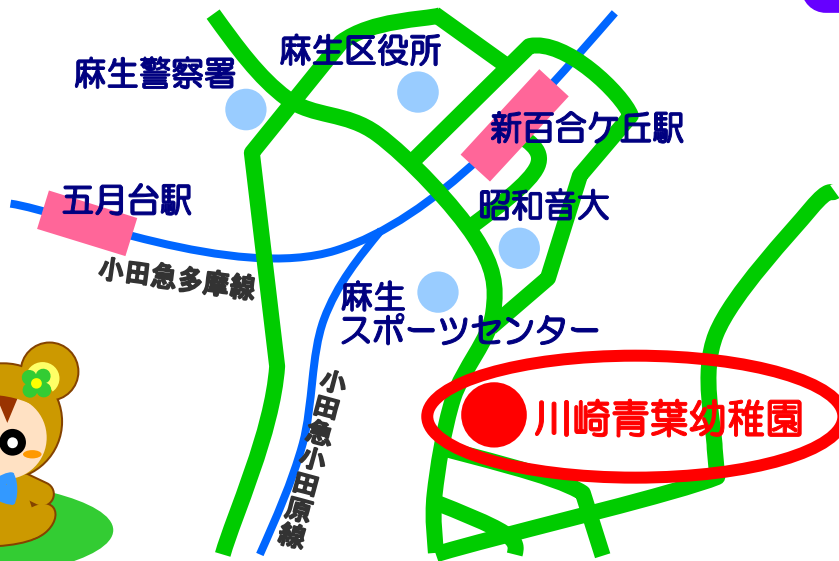 麻生区役所
麻生警察署
新百合ケ丘駅
五月台駅
昭和音大
小田急多摩線
麻生
スポーツセンター
小田急小田原線
川崎青葉幼稚園